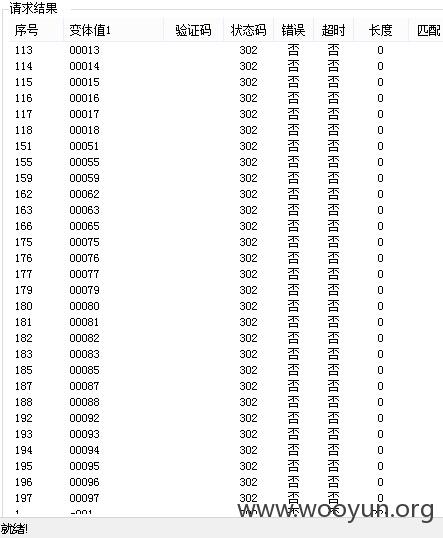 请求结果
序号 变体值1 验证码 状态码 错误 超时 长度 匹配
113 00013 302 否 否 0
114 00014 302 否 否 0
115 00015 302 否 否 0
116 00016 302 否 否 0
117 00017 302 否 否 0
118 00018 302 否 否 0
151 00051 302 否 否 0
155 00055 302 否 否 0
159 00059 302 否 否 0
162 00062 302 否 否 0
163 00063 302 否 否 0
166 00065 302 否 否 0
175 00075 302 否 否 0
176 00076 302 否 否 0
177 00077 302 否 否 0
179 00079 302 否 否 0
180 00080 302 否 否 0
181 00081 302 否 否 0
182 00082 302 否 否 0
183 00083 302 否 否 0
185 00085 302 否 否 0
187 00087 302 否 否 0
188 00088 302 否 否 0
192 00092 302 否 否 0
193 00093 302 否 否 0
194 00094 302 否 否 0
195 00095 302 否 否 0
196 00096 302 否 否 0
197 00097 302 否 否 0
www.wooyun.org
就绪!